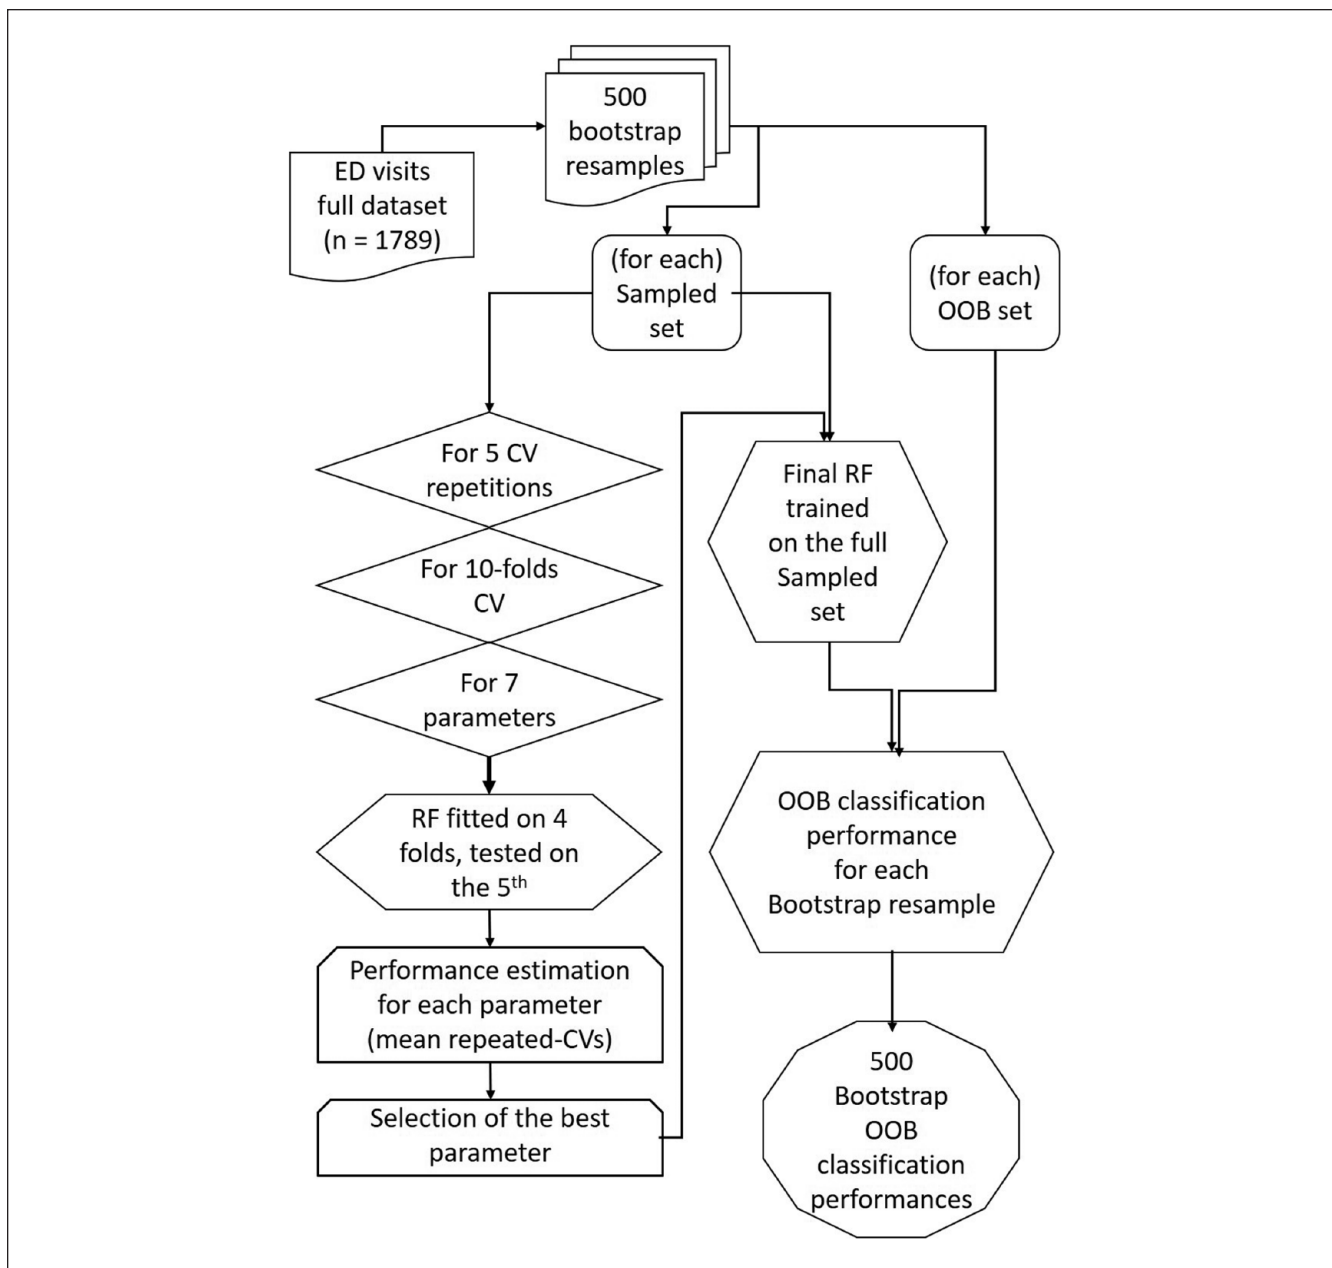 500
bootstrap
resamples
ED visits
full dataset
(n = 1789)
(for each)
Sampled
set
(for each)
OOB set
For 5 CV
repetitions
For 10-folds
CV
For 7
parameters
RF fitted on 4
folds, tested on
the 5th
Performance estimation
for each parameter
(mean repeated-CVs)
Selection of the best
parameter
Final RF
trained
on the full
Sampled
set
OOB classification
performance
for each
Bootstrap resample
500
Bootstrap
OOB
classification
performances